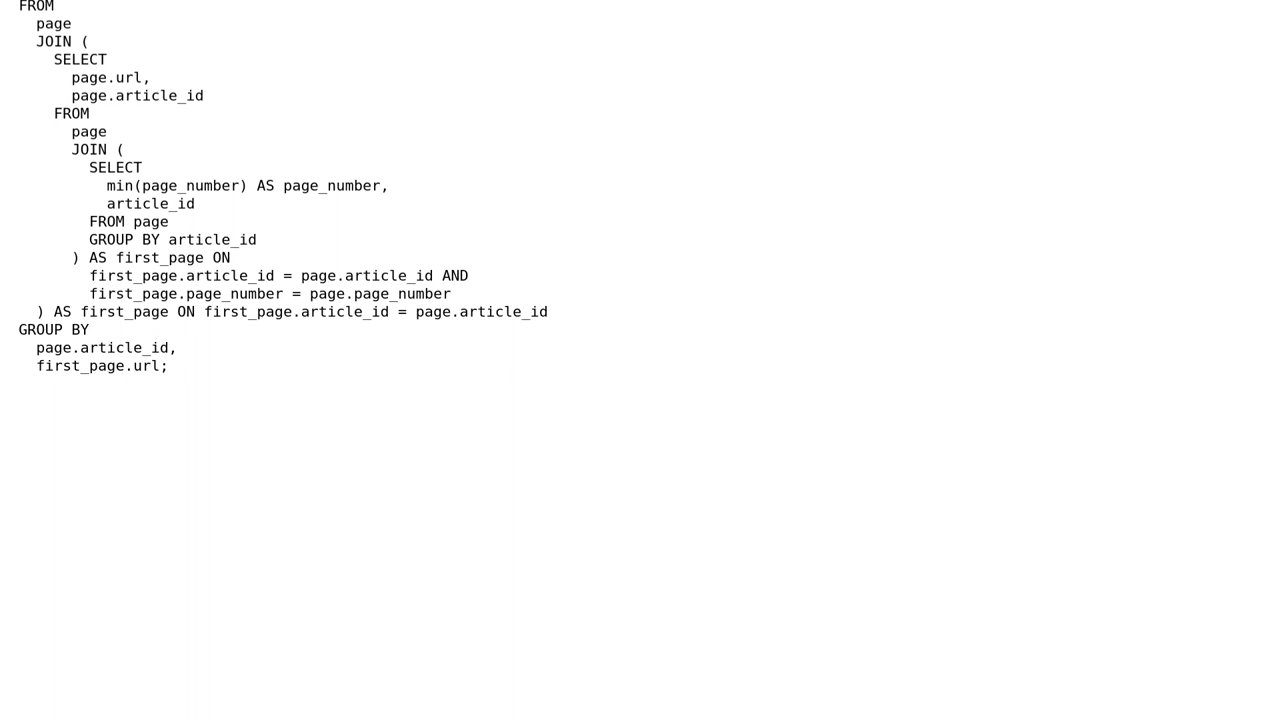 FROM
  page
  JOIN (
    SELECT
      page.url,
      page.article_id
    FROM
      page
      JOIN (
        SELECT
          min(page_number) AS page_number,
          article_id
        FROM page
        GROUP BY article_id
      ) AS first_page ON
        first_page.article_id = page.article_id AND
        first_page.page_number = page.page_number
  ) AS first_page ON first_page.article_id = page.article_id
GROUP BY
  page.article_id,
  first_page.url;